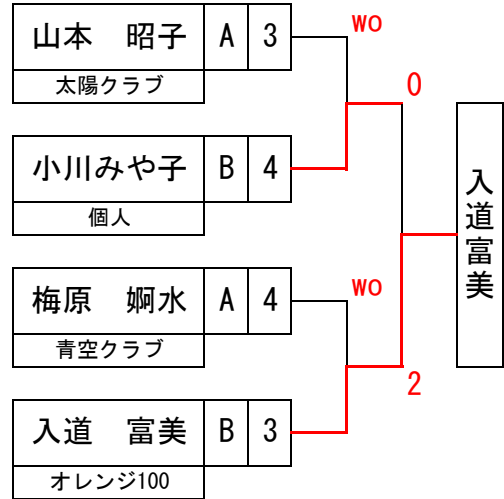 山本　昭子 A 3
WO
太陽クラブ
0
小川みや子 B 4
個人
入道富美
梅原　婀水 A 4
WO
青空クラブ
2
入道　富美 B 3
オレンジ100